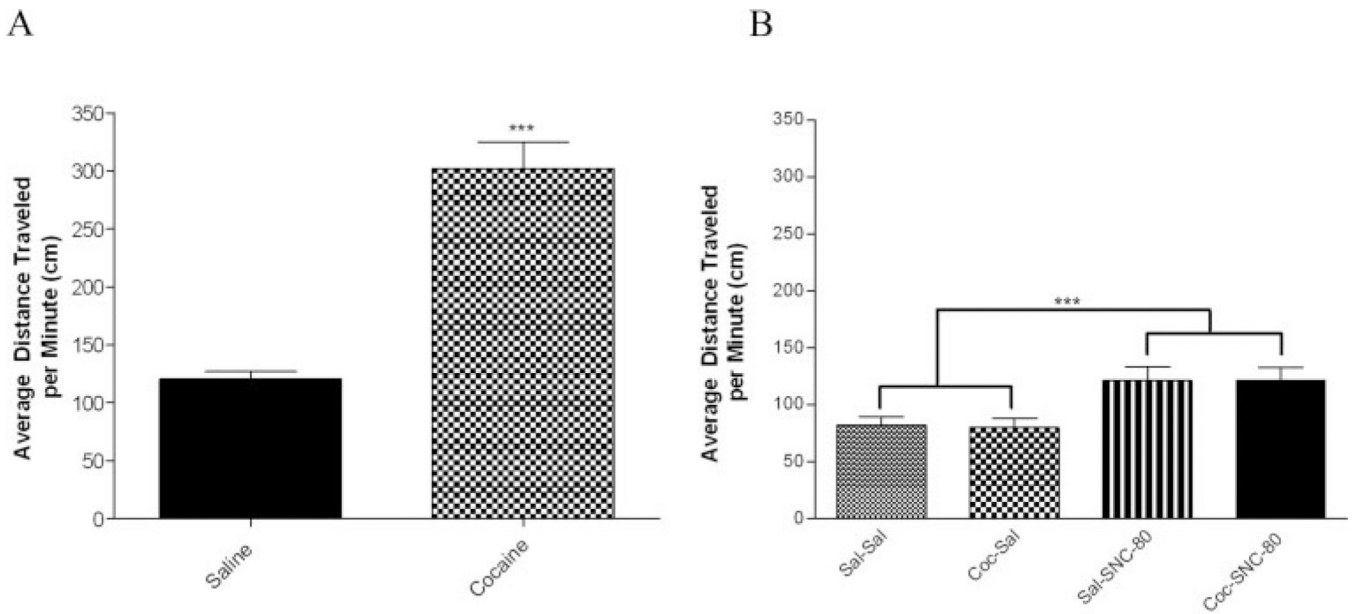 A
B
Average Distance Traveled
per Minute (cm)
350
300
250
200
150
100
50
0
***
Saline
Cocaine
Average Distance Traveled
per Minute (cm)
350
300
250
200
150
100
50
0
***
Sal-Sal
Coc-Sal
Sal-SNC-80
Coc-SNC-80